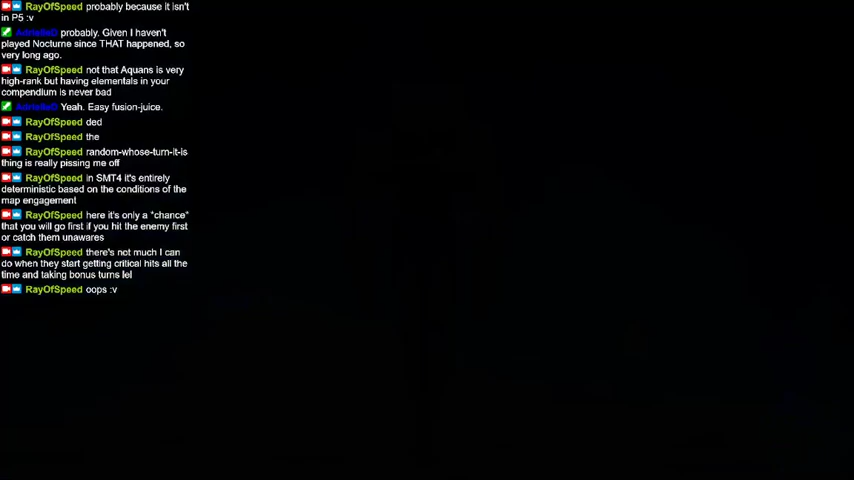 RayOfSpeed probably because it isn't
in P5 :v
probably. Given I haven't
played Nocturne since THAT happened, so
very long ago.
RayOfSpeed not that Aquans is very
high-rank but having elementals in your
compendium is never bad
Yeah. Easy fusion-juice.
RayOfSpeed ded
RayOfSpeed the
RayOfSpeed random-whose-turn-it-is
thing is really pissing me off
RayOfSpeed in SMT4 it's entirely
deterministic based on the conditions of the
map engagement
RayOfSpeed here it's only a *chance*
that you will go first if you hit the enemy first
or catch them unawares
RayOfSpeed there's not much I can
do when they start getting critical hits all the
time and taking bonus turns lel
RayOfSpeed oops :v